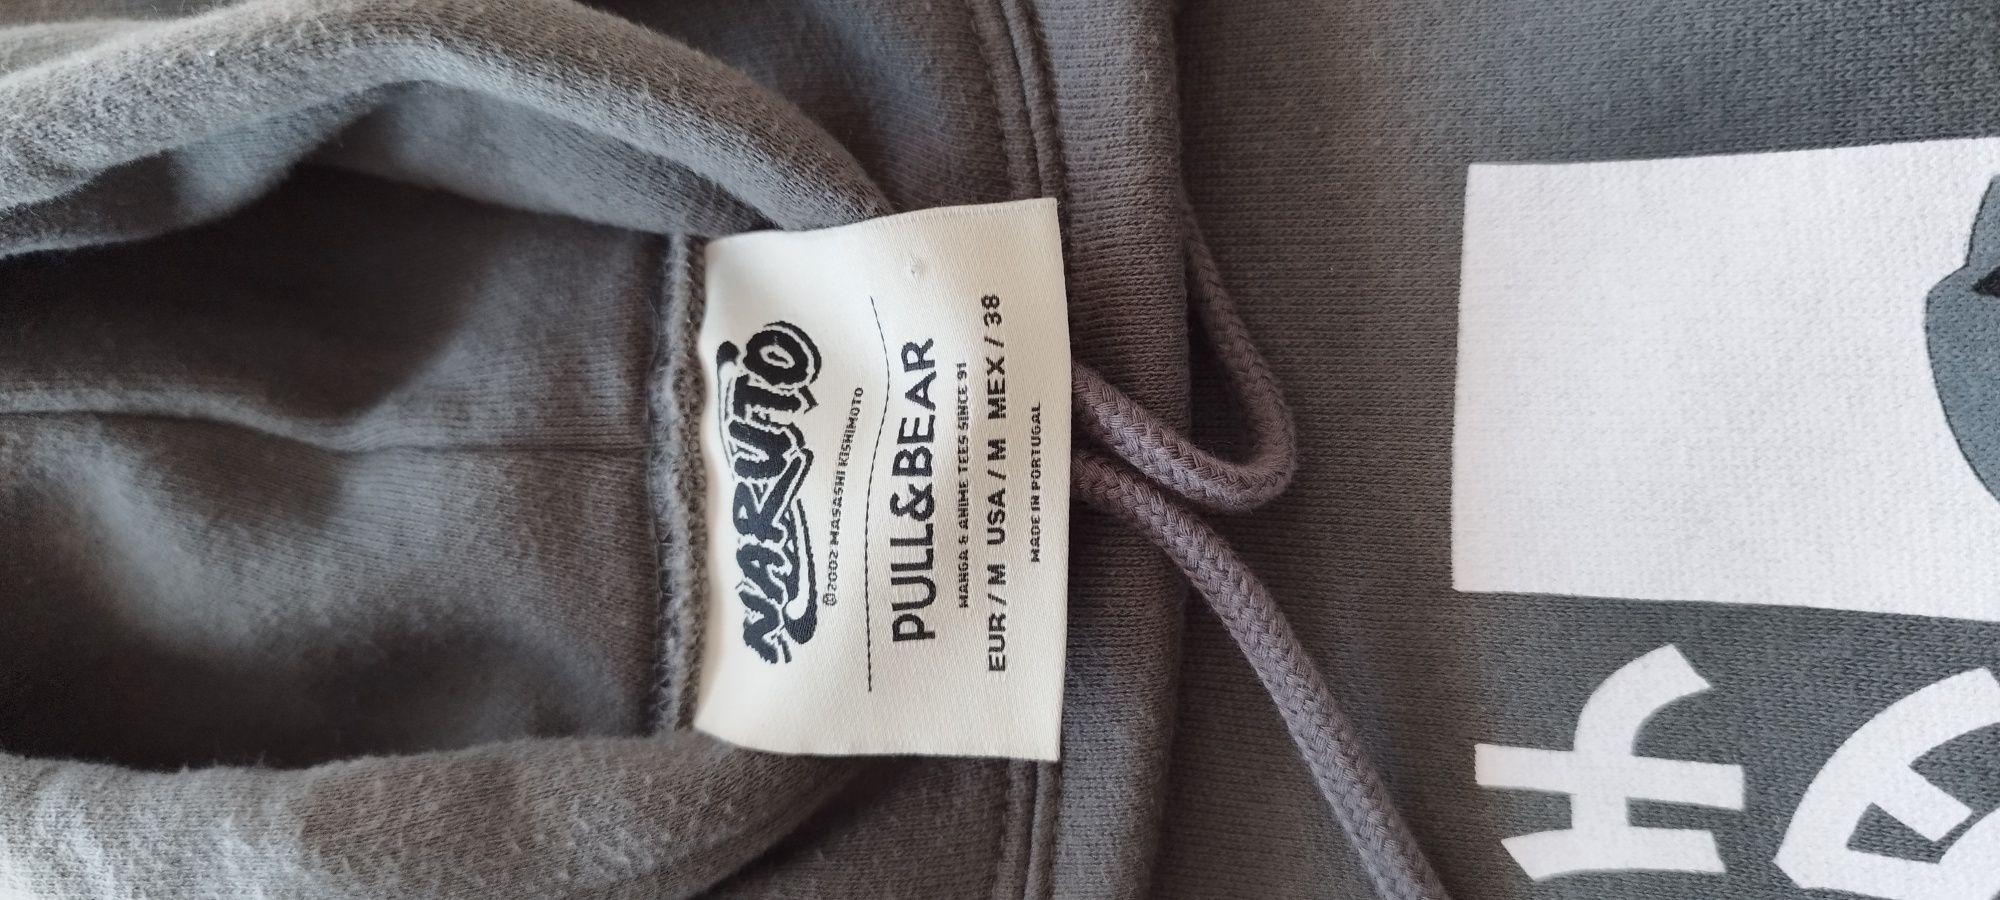 NARUTO
©2002 MASASHI KISHIMOTO
PULL&BEAR
MANGA & ANIME TEES SINCE 91
EUR / M USA / M MEX / 38
MADE IN PORTUGAL